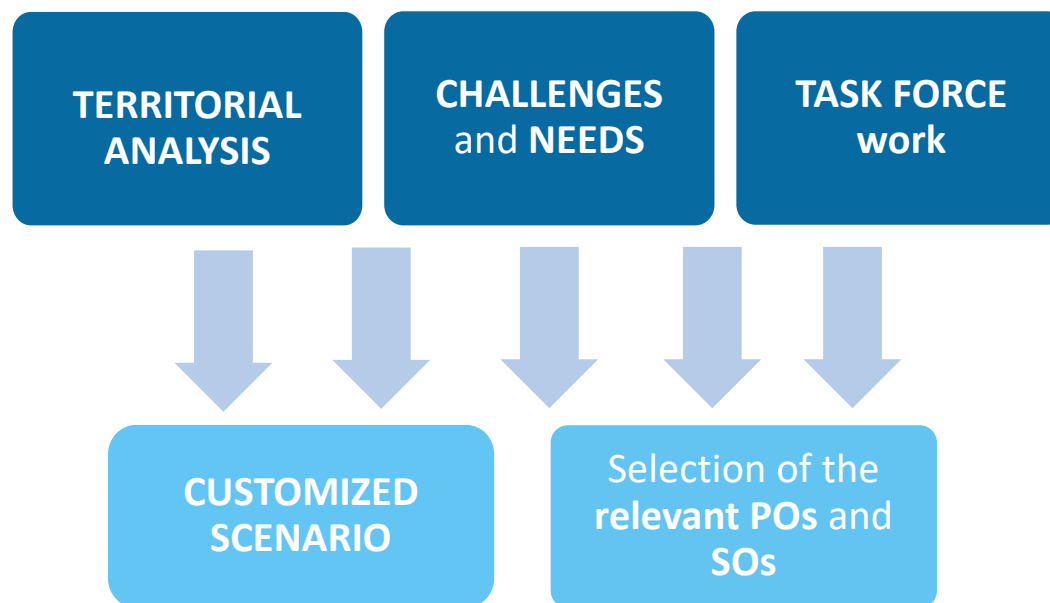 TERRITORIAL
ANALYSIS
CHALLENGES
and NEEDS
TASK FORCE
work
CUSTOMIZED
SCENARIO
Selection of the
relevant POs and
SOs